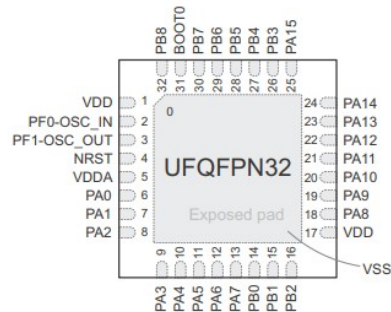 PB8 BOOT0 PB7 PB6 PB5 PB4 PB3 PA15
32 31 30 29 28 27 26 25
VDD 1
PF0-OSC_IN 2
PF1-OSC_OUT 3
NRST 4
VDDA 5
PA0 6
PA1 7
PA2 8
0
UFQFPN32
Exposed pad
24 PA14
23 PA13
22 PA12
21 PA11
20 PA10
19 PA9
18 PA8
17 VDD
VSS
9 10 11 12 13 14 15 16
PA3 PA4 PA5 PA6 PA7 PB0 PB1 PB2